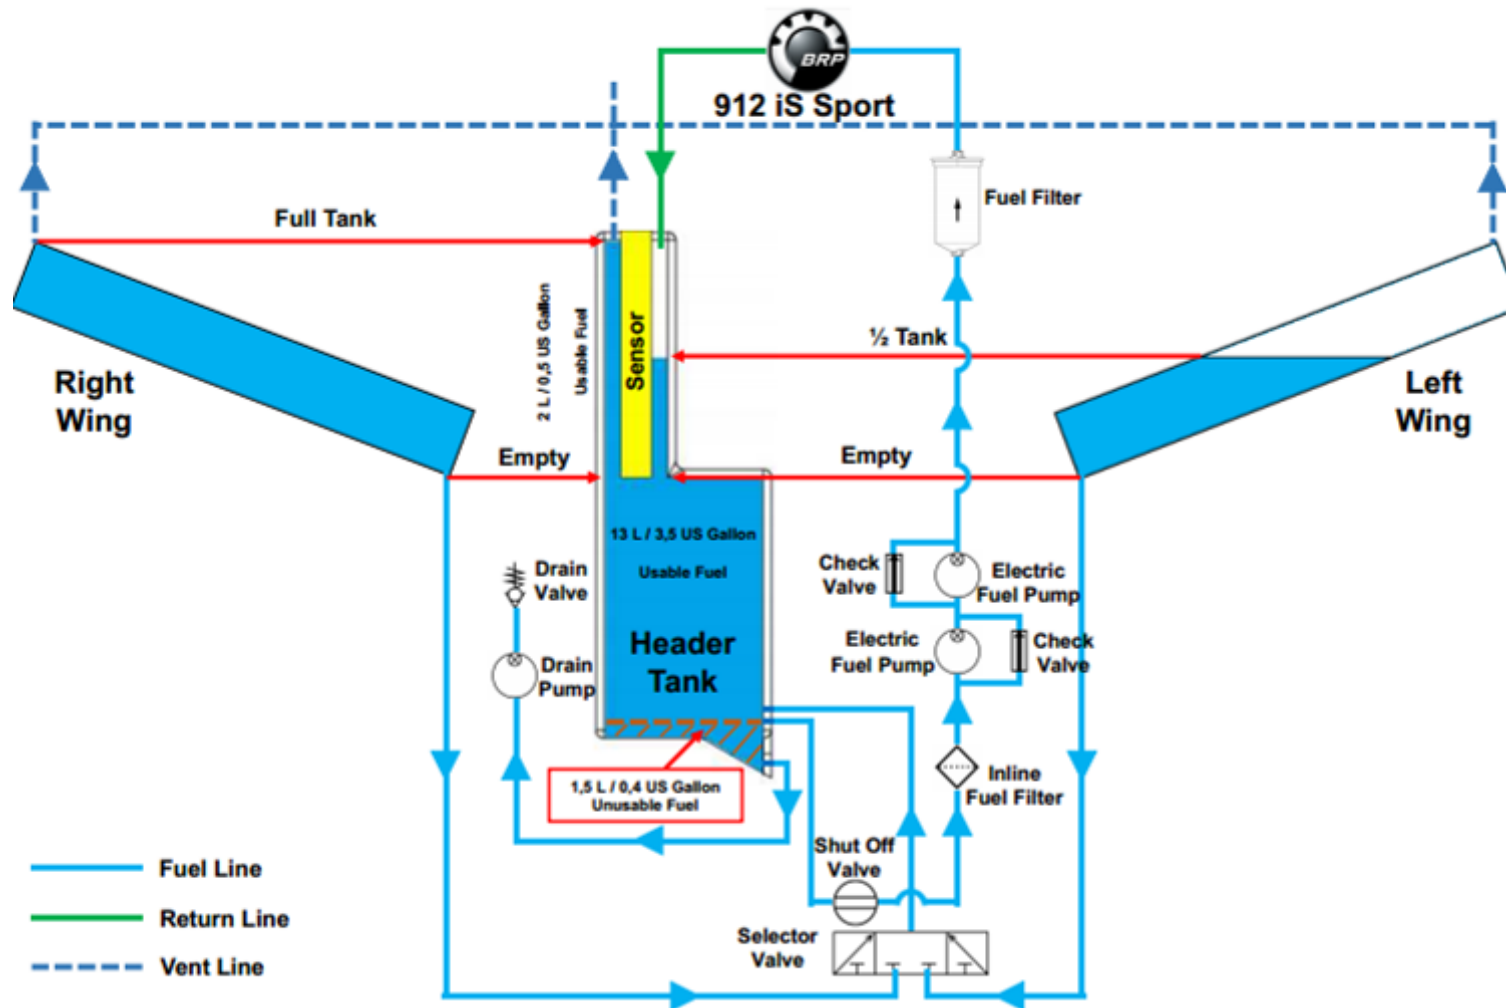 BRP
912 iS Sport
Full Tank
Fuel Filter
2 L / 0,5 US Gallon
Usable Fuel
Sensor
½ Tank
Right
Wing
Left
Wing
Empty
Empty
13 L / 3,5 US Gallon
Usable Fuel
Drain
Valve
Check
Valve
Electric
Fuel Pump
Header
Tank
Electric
Fuel Pump
Check
Valve
Drain
Pump
1,5 L / 0,4 US Gallon
Unusable Fuel
Inline
Fuel Filter
Shut Off
Valve
Fuel Line
Return Line
Selector
Valve
Vent Line